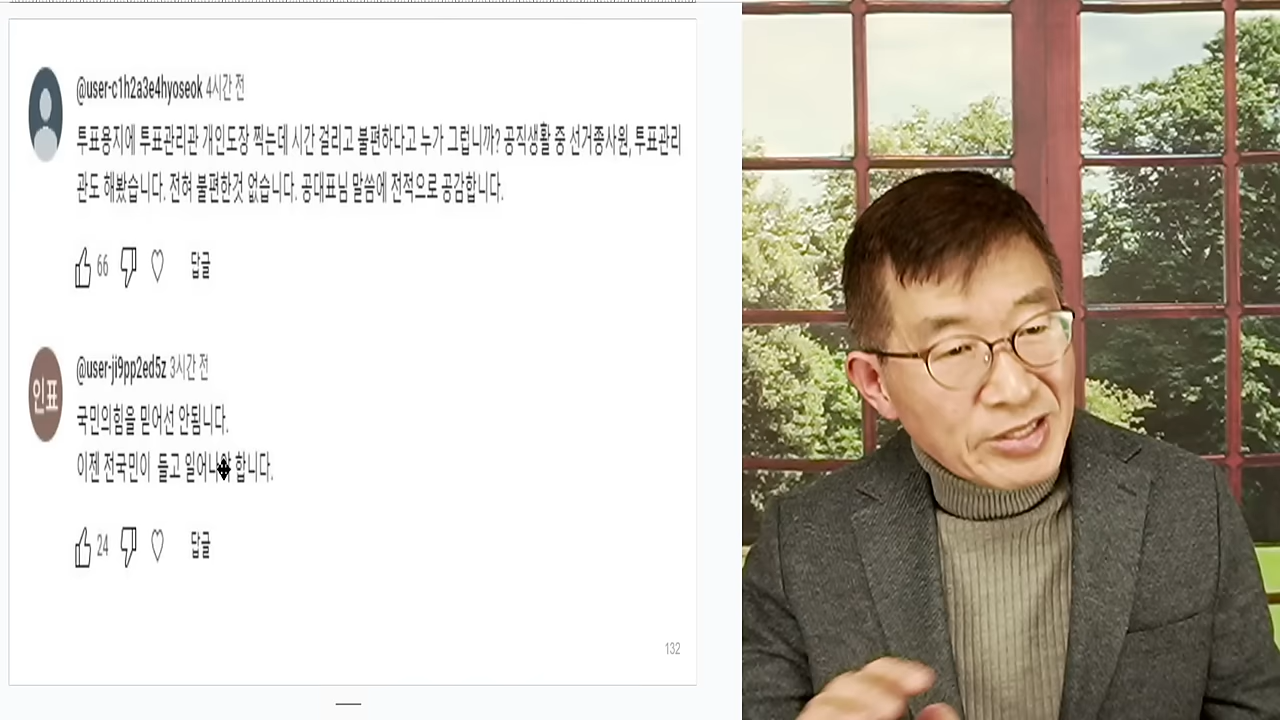 @user-c1h2a3e4hyoseok 4시간 전
투표용지에 투표관리관 개인도장 찍는데 시간 걸리고 불편하다고 누가 그럽니까? 공직생활 중 선거종사원, 투표관리
관도 해봤습니다. 전혀 불편한것 없습니다. 공대표님 말씀에 전적으로 공감합니다.
66 답글
인표
@user-ji9pp2ed5z 3시간 전
국민의힘을 믿어선 안됩니다.
이젠 전국민이 들고 일어나야 합니다.
24 답글
132